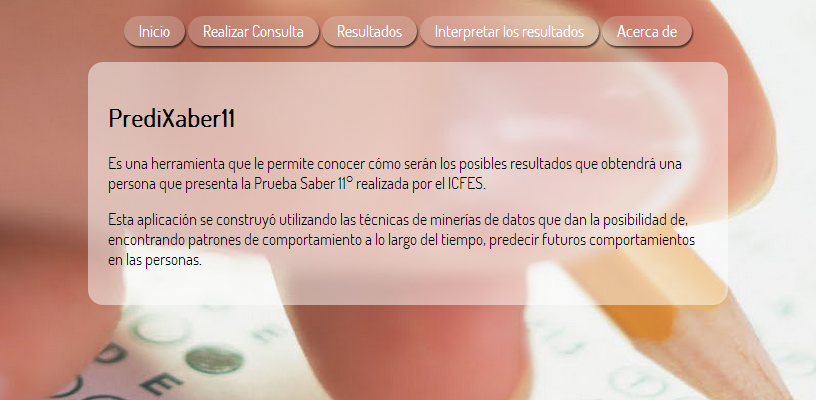 Inicio
Realizar Consulta
Resultados
Interpretar los resultados
Acerca de
PrediXaber11
Es una herramienta que le permite conocer cómo serán los posibles resultados que obtendrá una
persona que presenta la Prueba Saber 11° realizada por el ICFES.
Esta aplicación se construyó utilizando las técnicas de minerías de datos que dan la posibilidad de,
encontrando patrones de comportamiento a lo largo del tiempo, predecir futuros comportamientos
en las personas.
D
E